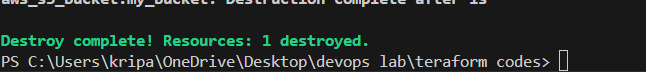 aws_s3_bucket.my_bucket: Destruction complete after 1s
Destroy complete! Resources: 1 destroyed.
PS C:\Users\kripa\OneDrive\Desktop\devops lab\teraform codes>